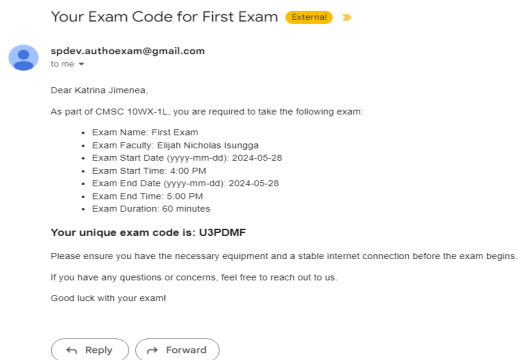 Your Exam Code for First Exam External
spdev.authoexam@gmail.com
to me
Dear Katrina Jimenea,
As part of CMSC 10WX-1L, you are required to take the following exam:
• Exam Name: First Exam
• Exam Faculty: Elijah Nicholas Isungga
• Exam Start Date (yyyy-mm-dd): 2024-05-28
• Exam Start Time: 4:00 PM
• Exam End Date (yyyy-mm-dd): 2024-05-28
• Exam End Time: 5:00 PM
• Exam Duration: 60 minutes
Your unique exam code is: U3PDMF
Please ensure you have the necessary equipment and a stable internet connection before the exam begins.
If you have any questions or concerns, feel free to reach out to us.
Good luck with your exam!
Reply Forward